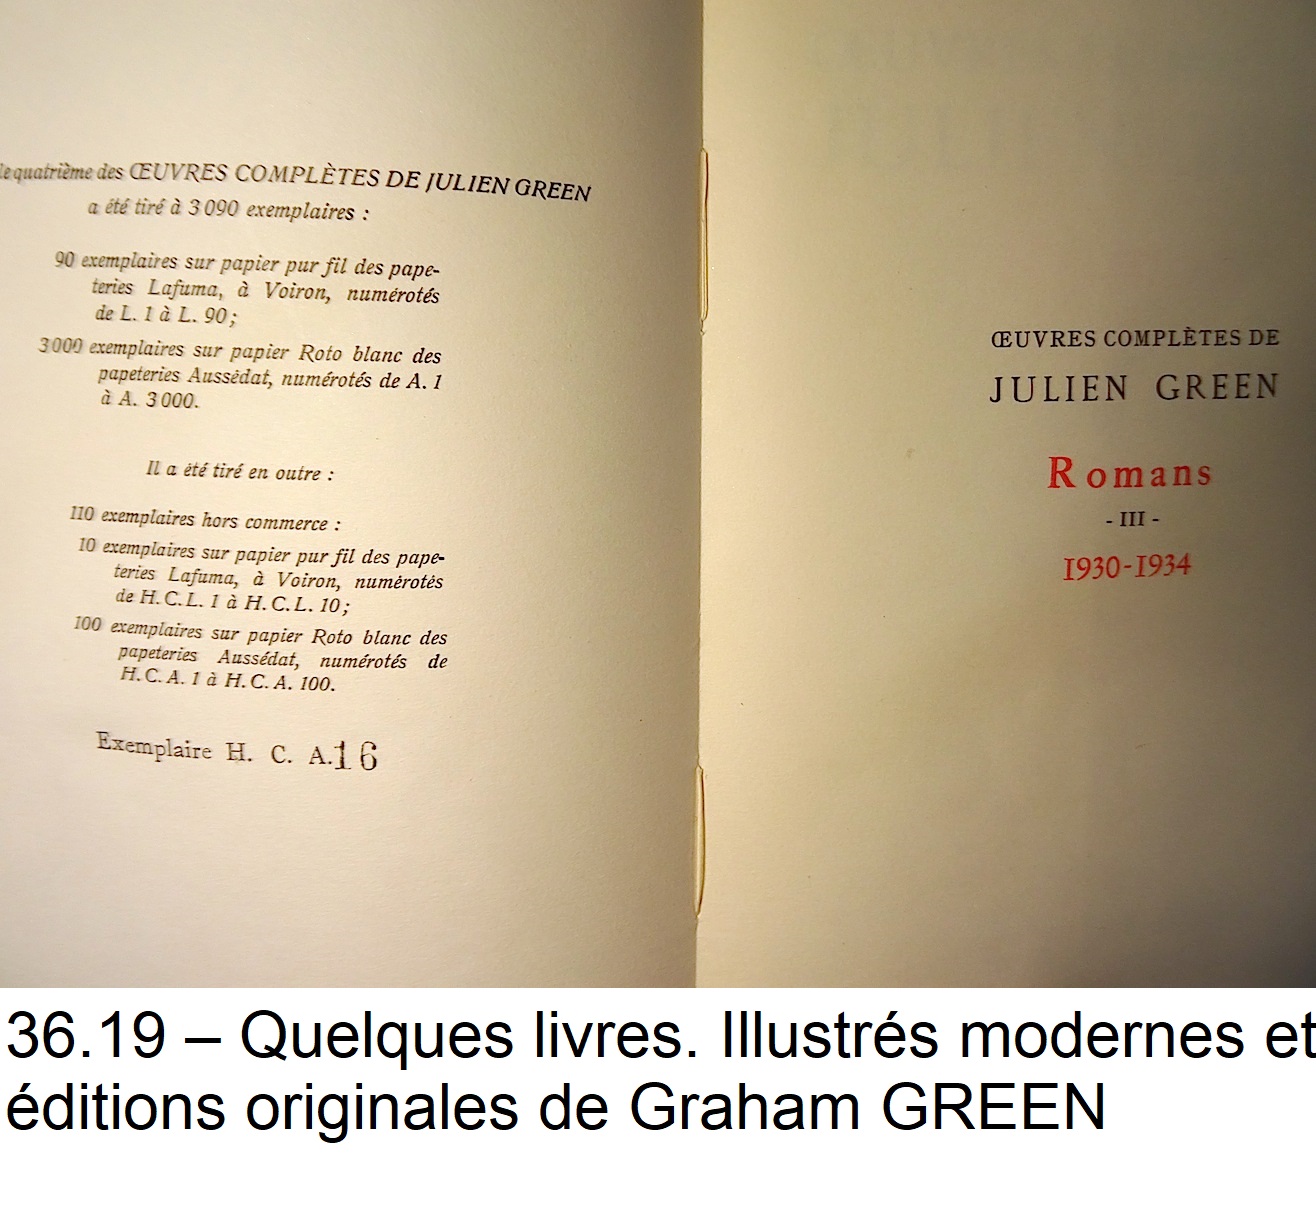 le quatrième des ŒUVRES COMPLÈTES DE JULIEN GREEN
a été tiré à 3 090 exemplaires :
90 exemplaires sur papier pur fil des pape-
teries Lafuma, à Voiron, numérotés
de L. 1 à L. 90 ;
3 000 exemplaires sur papier Roto blanc des
papeteries Aussédat, numérotés de A. 1
à A. 3 000.
Il a été tiré en outre :
110 exemplaires hors commerce :
10 exemplaires sur papier pur fil des pape-
teries Lafuma, à Voiron, numérotés
de H. C. L. 1 à H. C. L. 10 ;
100 exemplaires sur papier Roto blanc des
papeteries Aussédat, numérotés de
H. C. A. 1 à H. C. A. 100.
Exemplaire H. C. A. 16
ŒUVRES COMPLÈTES DE
JULIEN GREEN
Romans
- III -
1930-1934
36.19 – Quelques livres. Illustrés modernes et
éditions originales de Graham GREEN